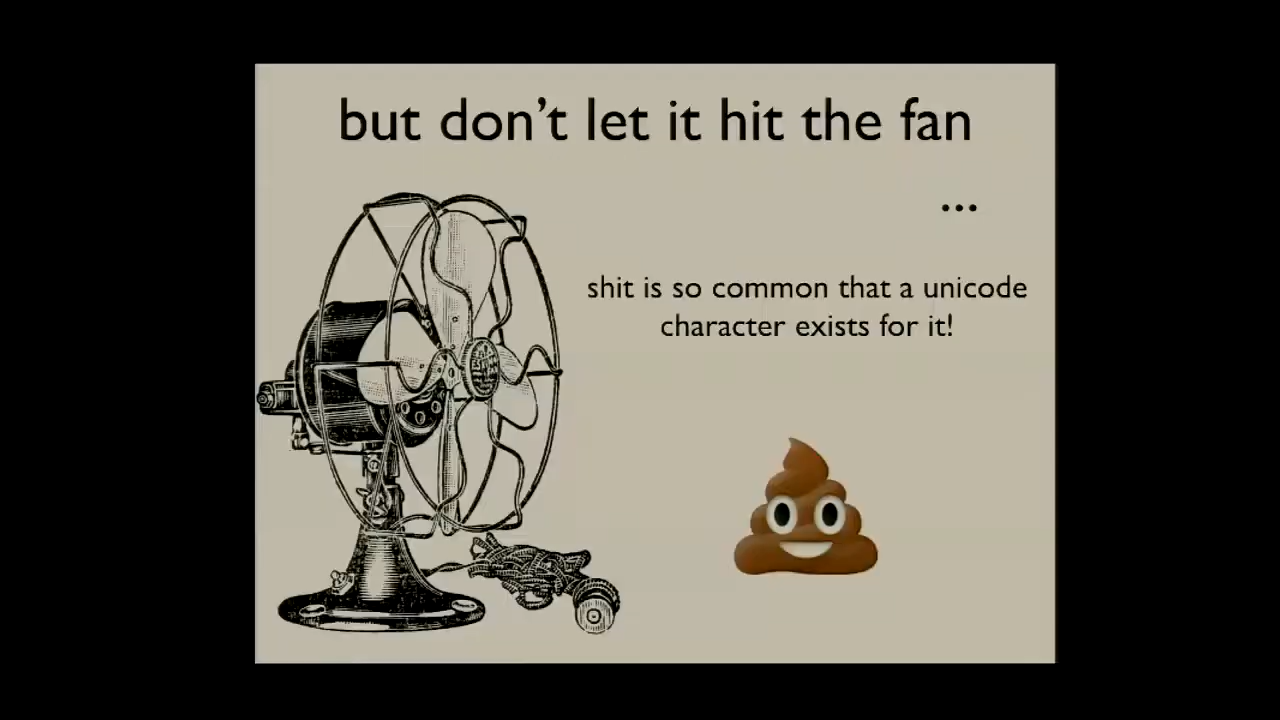 but don't let it hit the fan
...
shit is so common that a unicode
character exists for it!